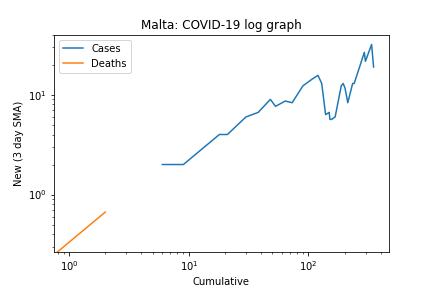 Malta: COVID-19 log graph
Cases
Deaths
New (3 day SMA)
10¹
10⁰
10⁰ 10¹ 10²
Cumulative